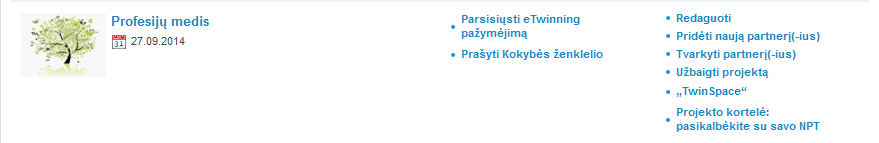 Profesijų medis
31 27.09.2014
Parsisiųsti eTwinning
pažymėjimą
Prašyti Kokybės ženklelio
Redaguoti
Pridėti naują partnerį(-ius)
Tvarkyti partnerį(-ius)
Užbaigti projektą
„TwinSpace“
Projekto kortelė:
pasikalbėkite su savo NPT